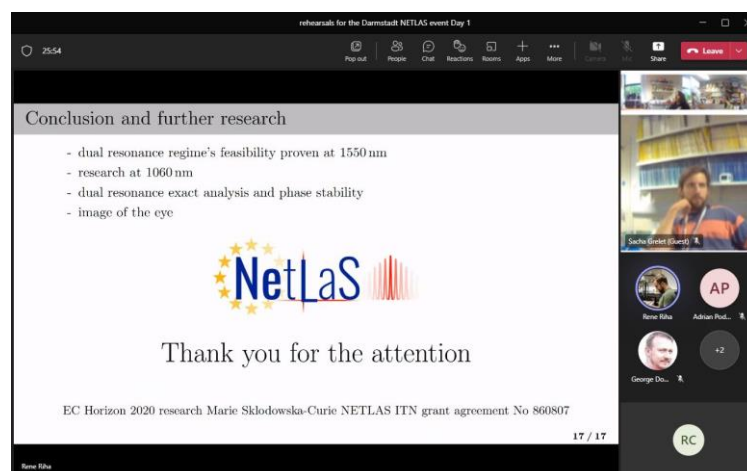 rehearsals for the Darmstadt NETLAS event Day 1
25:54
Pop out
People
Chat
Reactions
Rooms
Apps
More
Camera
Mic
Share
Leave
Conclusion and further research
- dual resonance regime's feasibility proven at 1550 nm
- research at 1060 nm
- dual resonance exact analysis and phase stability
- image of the eye
NetLaS
Thank you for the attention
EC Horizon 2020 research Marie Sklodowska-Curie NETLAS ITN grant agreement No 860807
17 / 17
Rene Riha
Sacha Grelet (Guest)
AP
Rene Riha
Adrian Pod...
+2
George Do...
RC